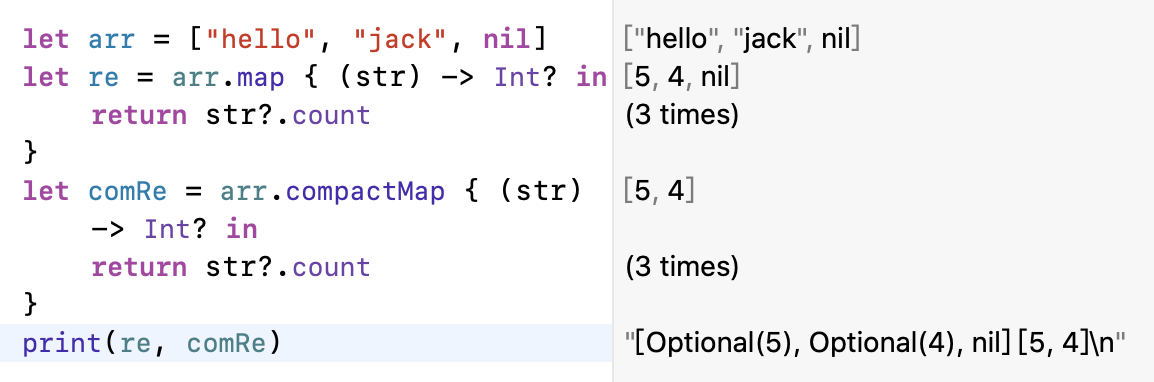 let arr = ["hello", "jack", nil]
["hello", "jack", nil]
let re = arr.map { (str) -> Int? in
[5, 4, nil]
return str?.count
(3 times)
}
let comRe = arr.compactMap { (str)
[5, 4]
-> Int? in
return str?.count
(3 times)
}
print(re, comRe)
"[Optional(5), Optional(4), nil] [5, 4]\n"